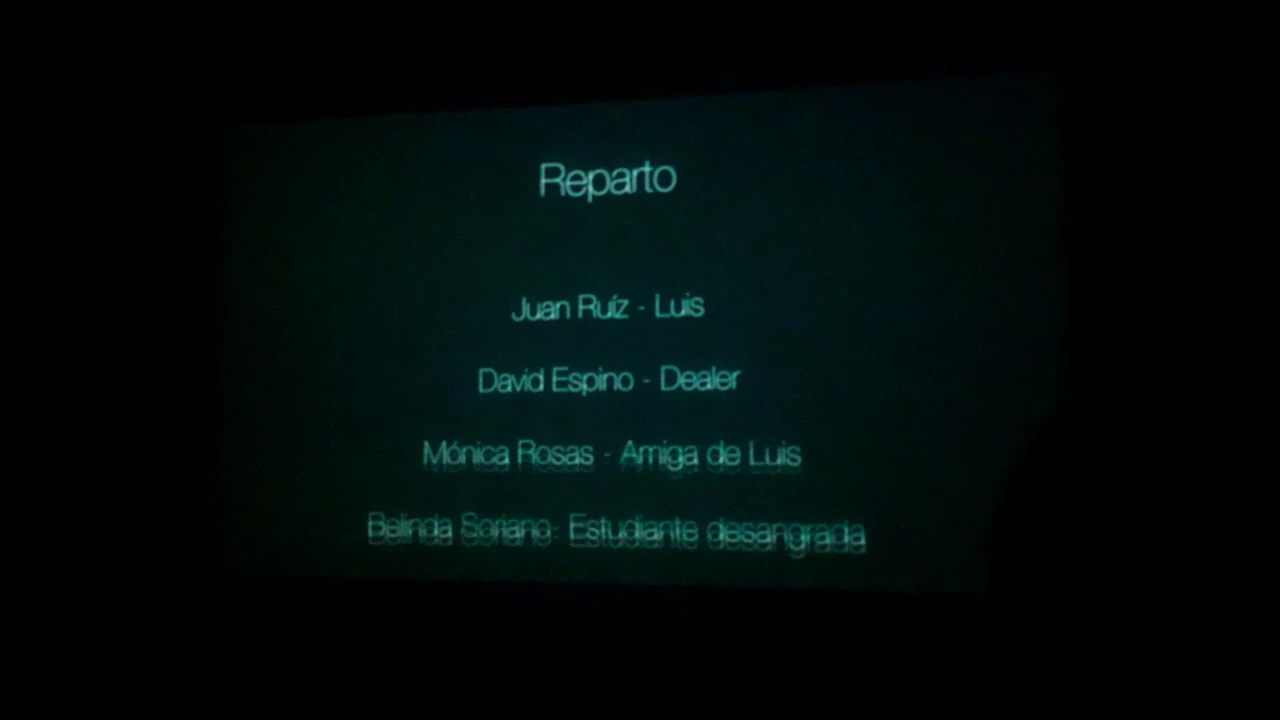 Reparto
Juan Ruíz - Luis
David Espino - Dealer
Mónica Rosas - Amiga de Luis
Belinda Soriano- Estudiante desangrada